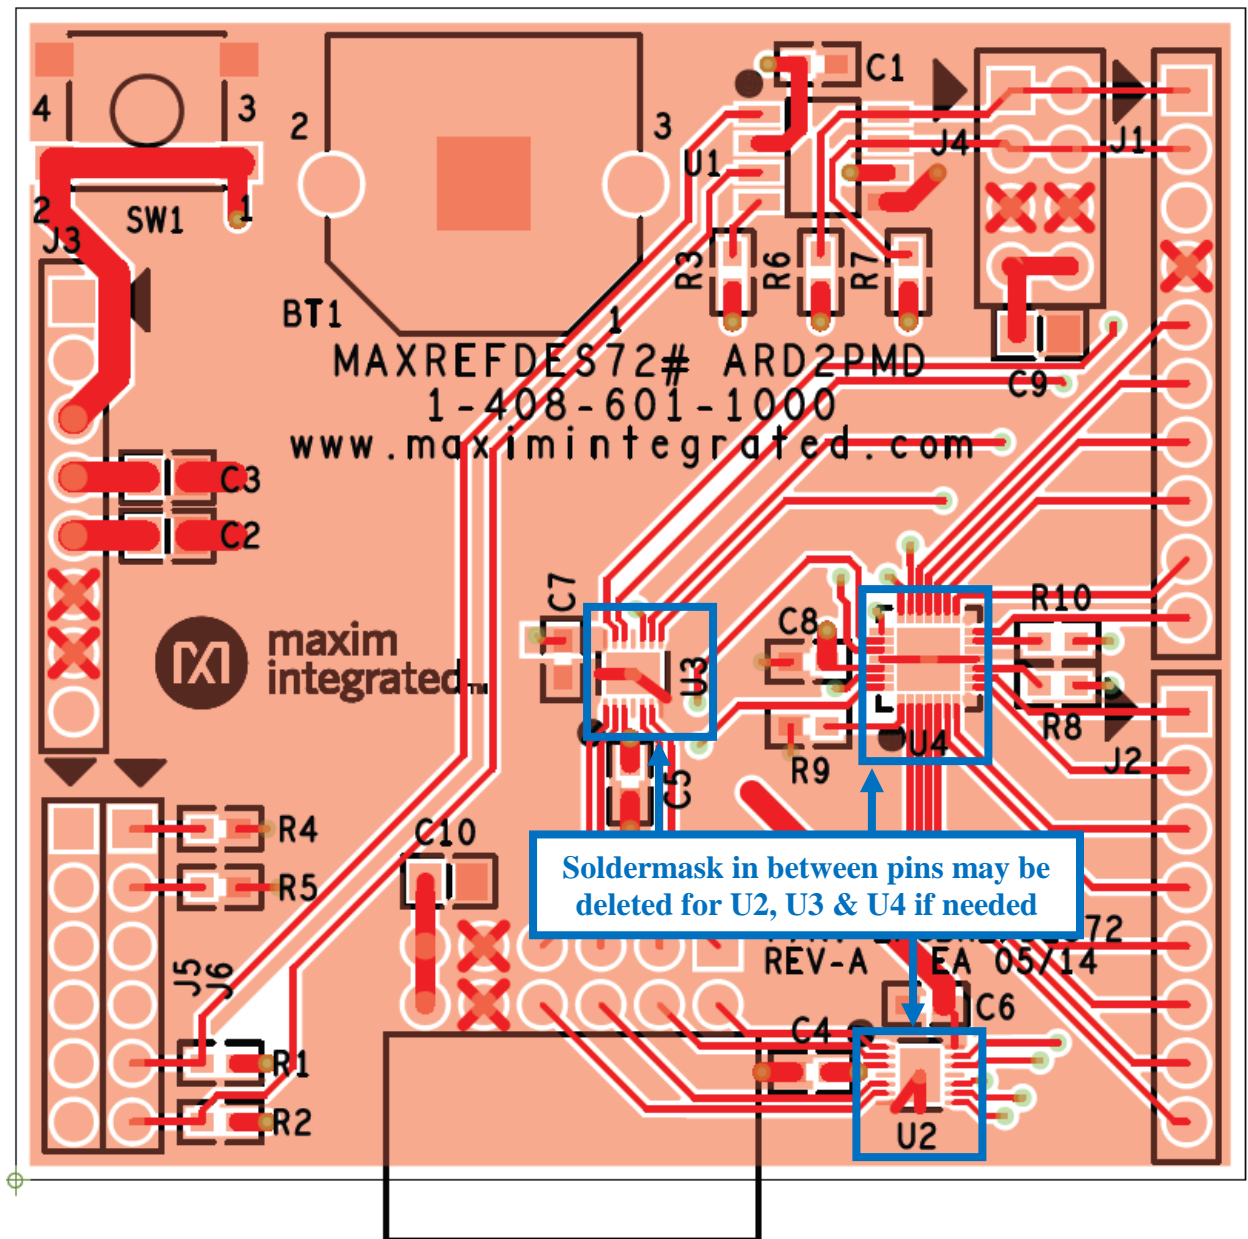 C1
4
3
2
3
J4
J1
U1
2
1
SW1
J3
R3
R6
R7
BT1
1
MAXREFDES72# ARD2PMD
C9
1-408-601-1000
www.maximintegrated.com
C3
C2
C7
R10
C8
maxim
integrated™
U3
U4
R8
J2
R9
C5
R4
C10
R5
Soldermask in between pins may be
deleted for U2, U3 & U4 if needed
REV-A
EA 05/14
J5
J6
C6
C4
R1
R2
U2